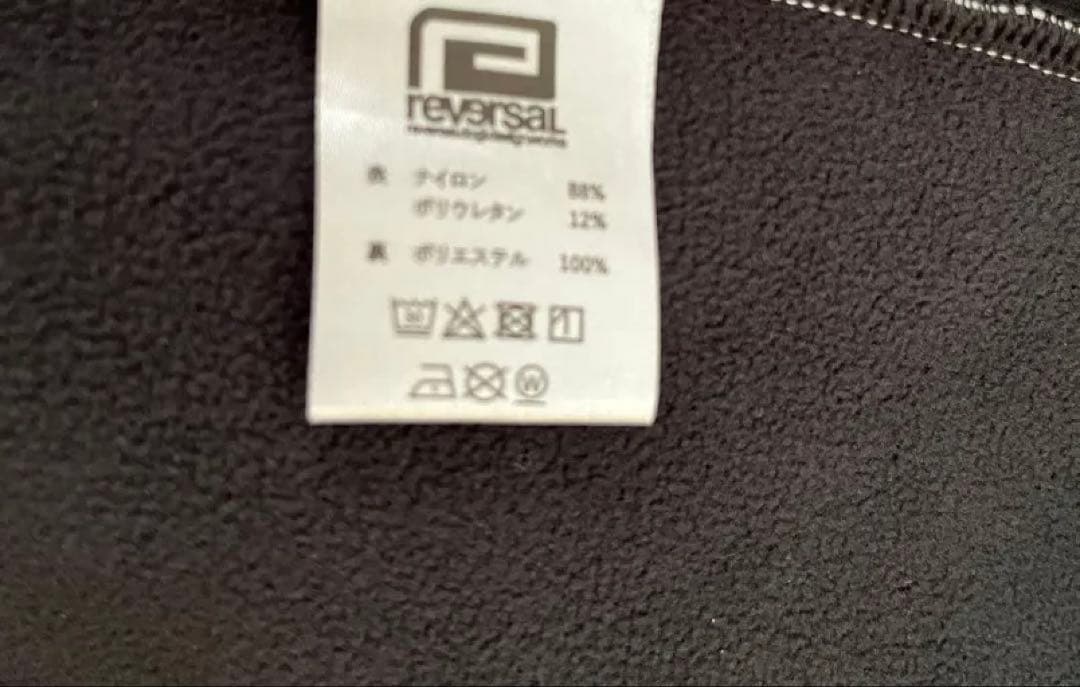 reversal
表 ナイロン 88%
ポリウレタン 12%
裏 ポリエステル 100%
W